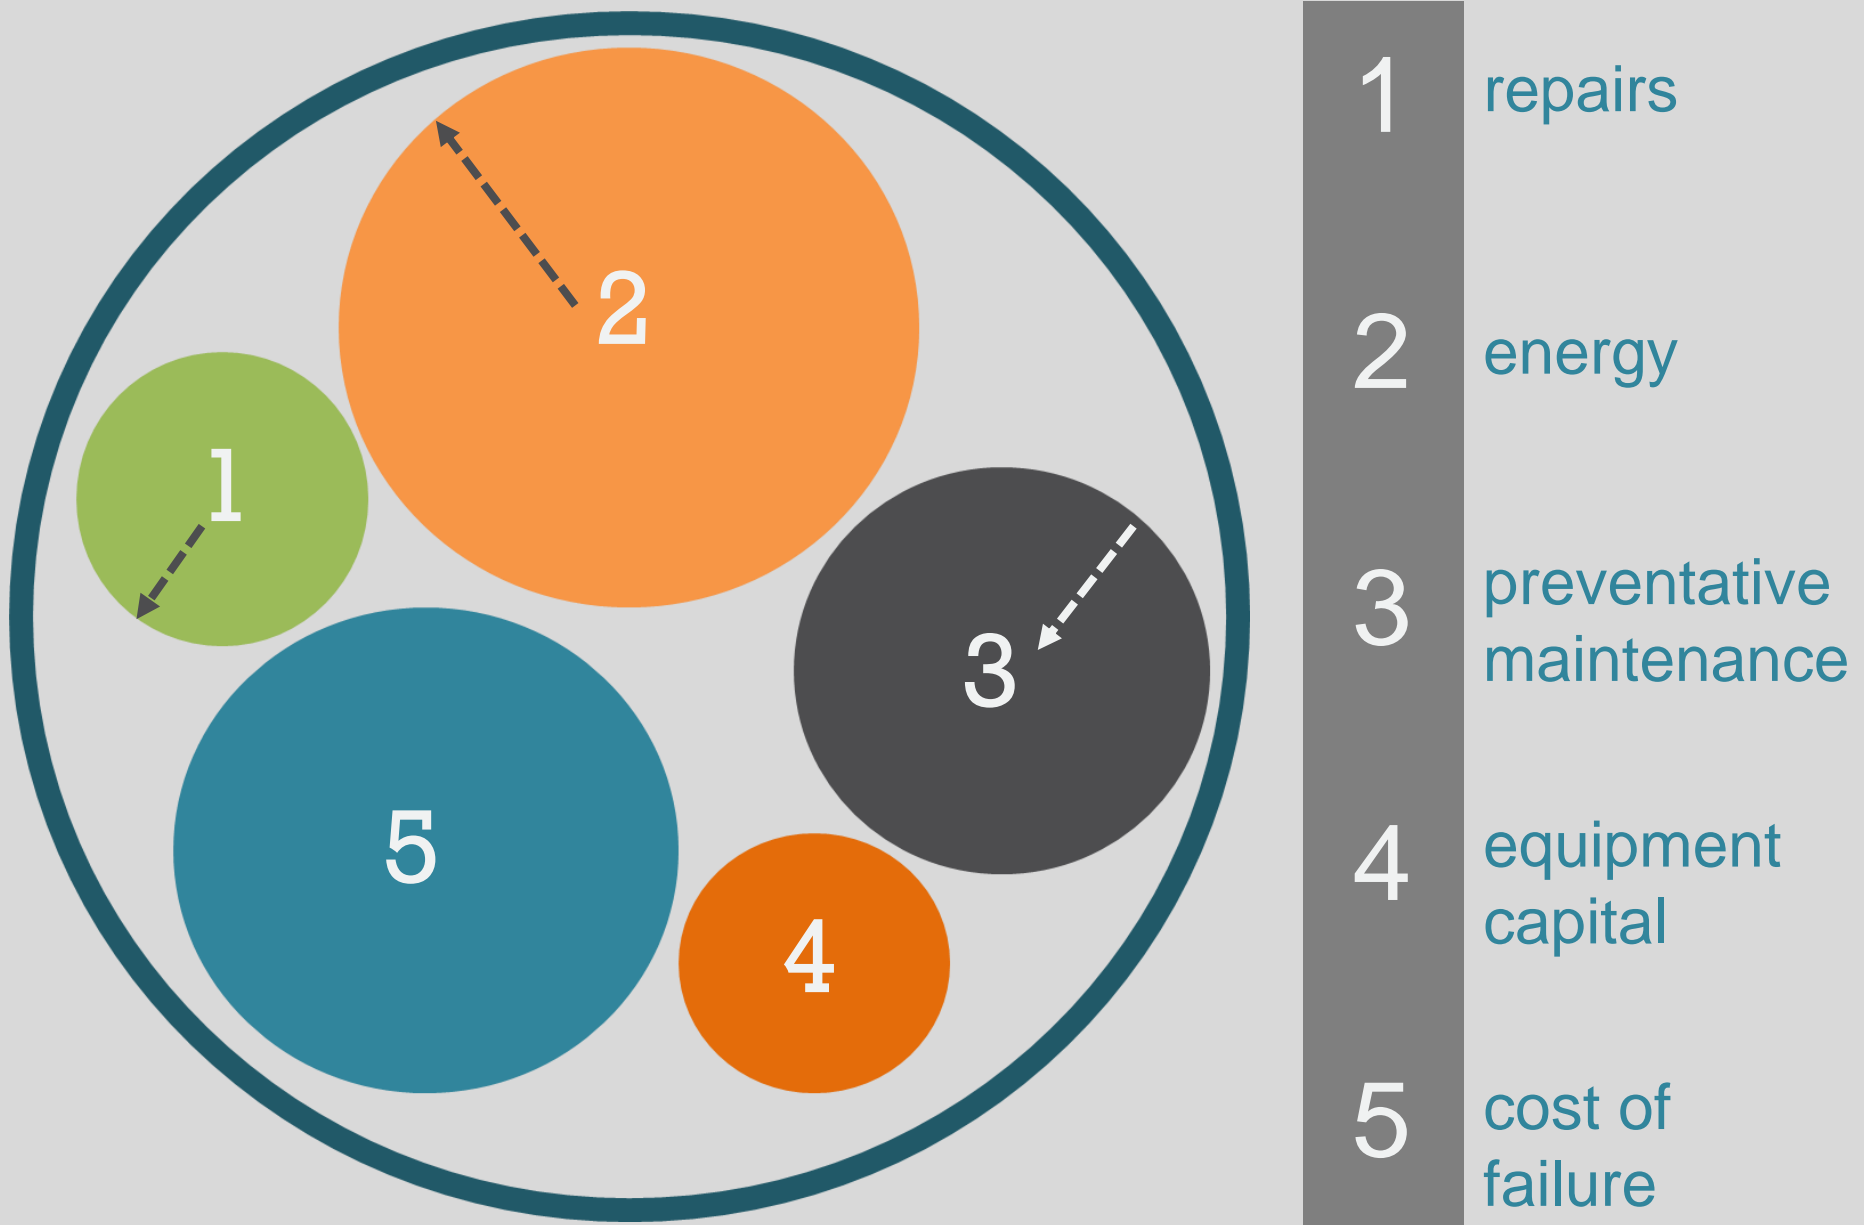 2
1
3
5
4
1 repairs
2 energy
3 preventative
maintenance
4 equipment
capital
5 cost of
failure